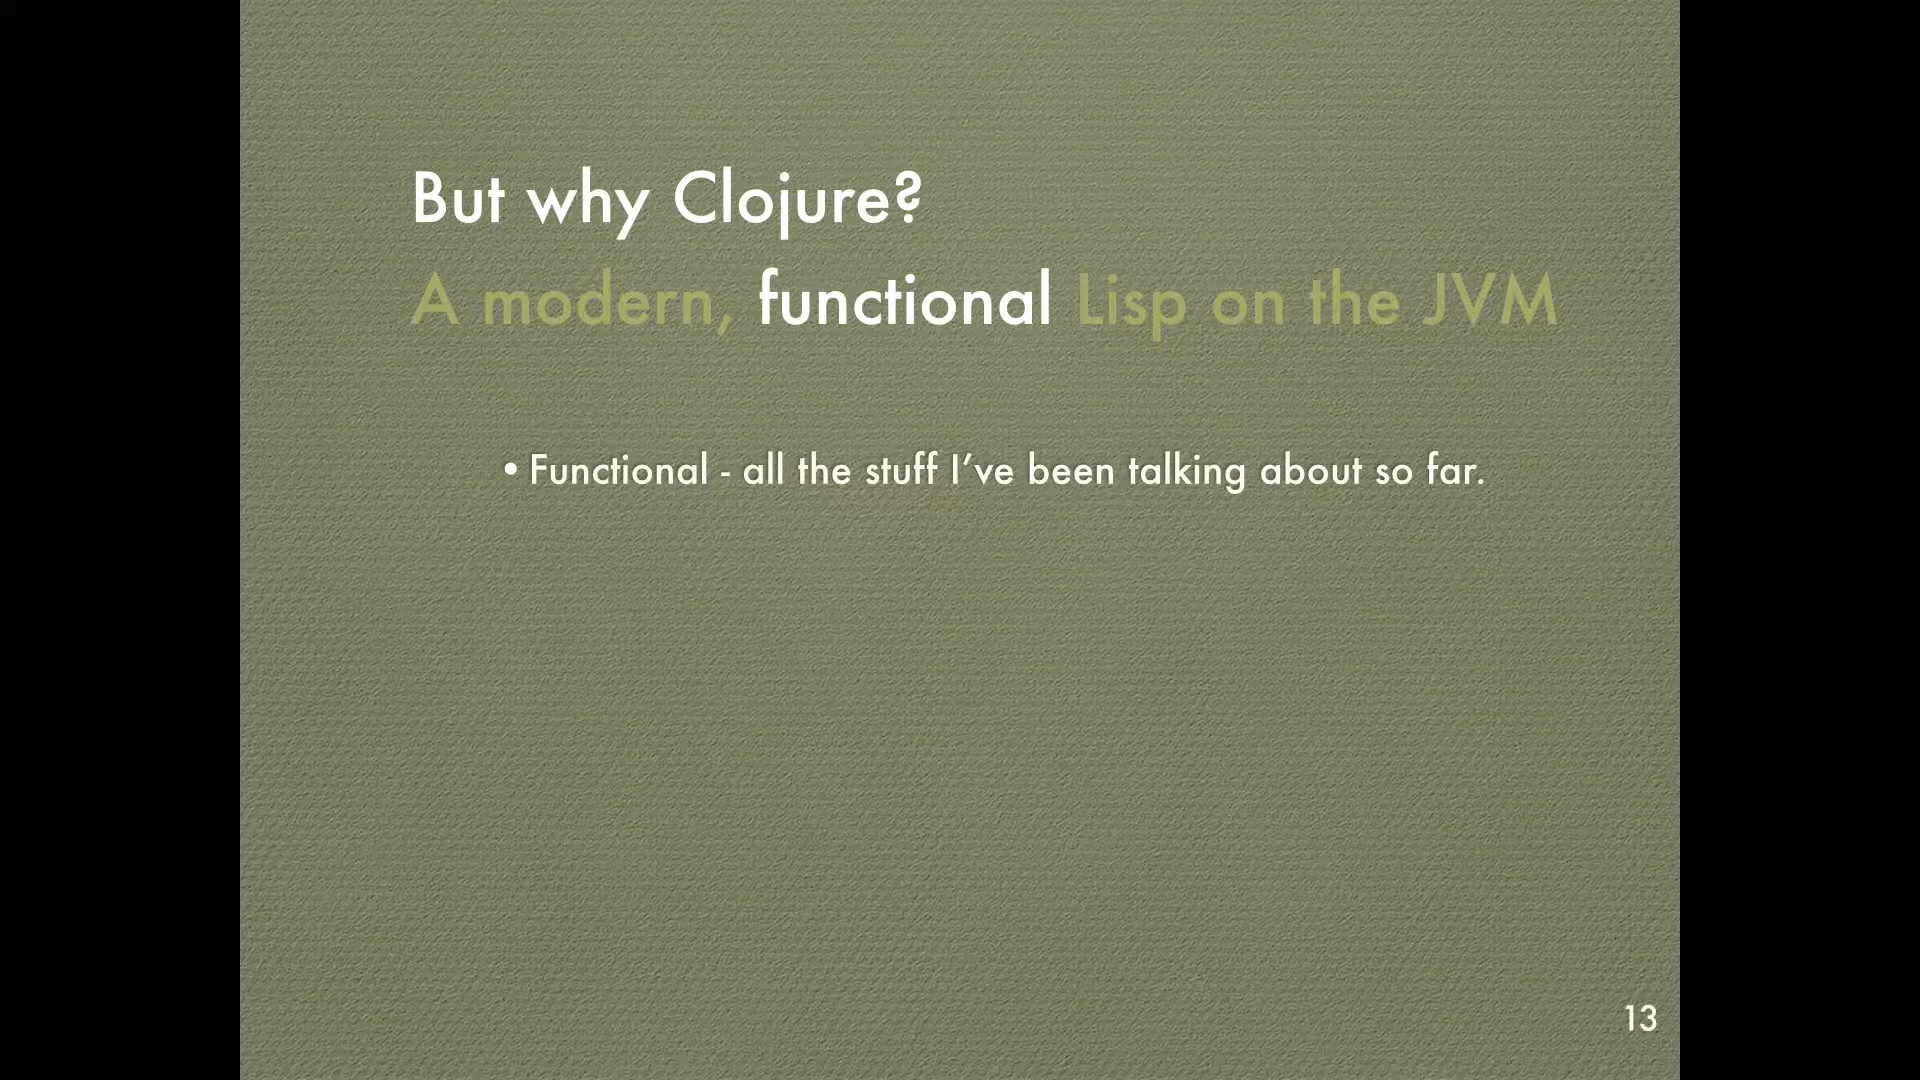 But why Clojure?
A modern, functional Lisp on the JVM
•Functional - all the stuff I’ve been talking about so far.
13